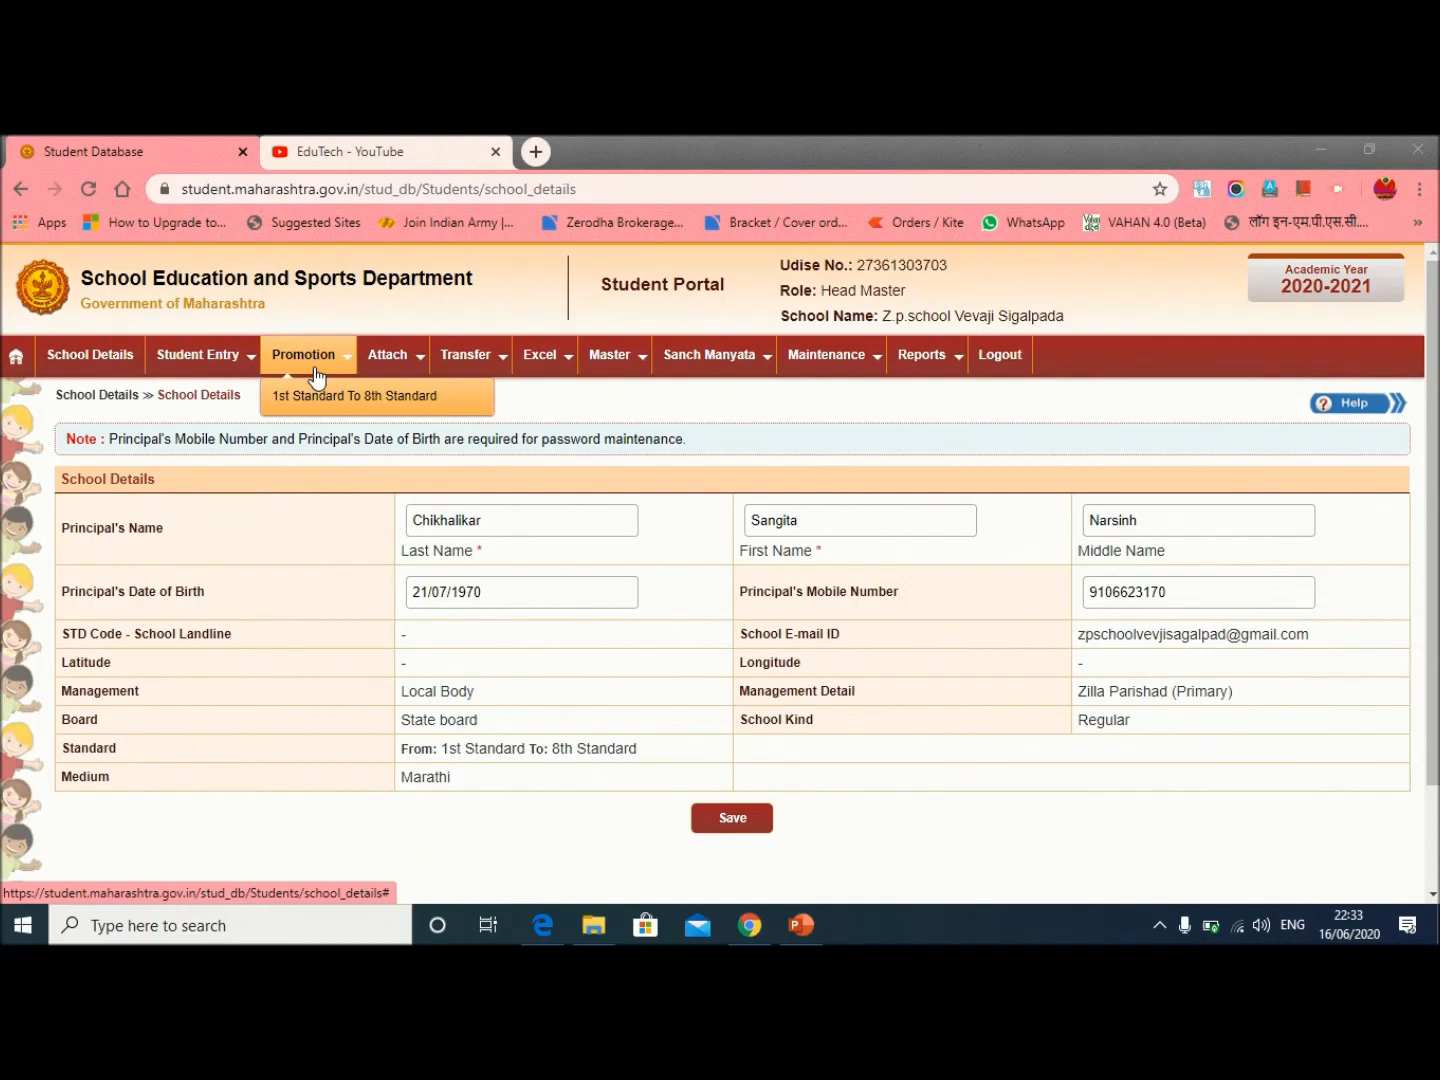 Student Database
EduTech - YouTube
student.maharashtra.gov.in/stud_db/Students/school_details
Apps How to Upgrade to... Suggested Sites Join Indian Army |... Zerodha Brokerage... Bracket / Cover ord... Orders / Kite WhatsApp VAHAN 4.0 (Beta) लॉग इन-एम.पी.एस.सी....
School Education and Sports Department
Government of Maharashtra
Student Portal
Udise No.: 27361303703
Role: Head Master
School Name: Z.p.school Vevaji Sigalpada
Academic Year
2020-2021
School Details Student Entry Promotion Attach Transfer Excel Master Sanch Manyata Maintenance Reports Logout
1st Standard To 8th Standard
School Details >> School Details
Help
Note : Principal's Mobile Number and Principal's Date of Birth are required for password maintenance.
School Details
Principal's Name Chikhalikar Sangita Narsinh
Last Name * First Name * Middle Name
Principal's Date of Birth 21/07/1970 Principal's Mobile Number 9106623170
STD Code - School Landline - School E-mail ID zpschoolvevjisagalpad@gmail.com
Latitude - Longitude -
Management Local Body Management Detail Zilla Parishad (Primary)
Board State board School Kind Regular
Standard From: 1st Standard To: 8th Standard
Medium Marathi
Save
https://student.maharashtra.gov.in/stud_db/Students/school_details#
Type here to search
ENG
22:33
16/06/2020